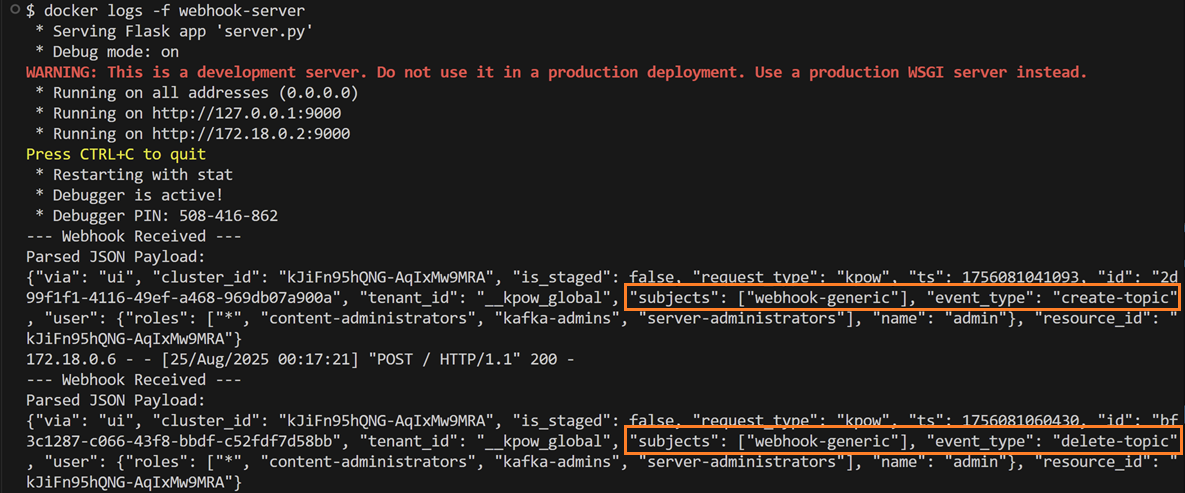 $ docker logs -f webhook-server
* Serving Flask app 'server.py'
* Debug mode: on
WARNING: This is a development server. Do not use it in a production deployment. Use a production WSGI server instead.
* Running on all addresses (0.0.0.0)
* Running on http://127.0.0.1:9000
* Running on http://172.18.0.2:9000
Press CTRL+C to quit
* Restarting with stat
* Debugger is active!
* Debugger PIN: 508-416-862
--- Webhook Received ---
Parsed JSON Payload:
{"via": "ui", "cluster_id": "kJiFn95hQNG-AqIxMw9MRA", "is_staged": false, "request_type": "kpow", "ts": 1756081041093, "id": "2d
99f1f1-4116-49ef-a468-969db07a900a", "tenant_id": "__kpow_global", "subjects": ["webhook-generic"], "event_type": "create-topic"
, "user": {"roles": ["*", "content-administrators", "kafka-admins", "server-administrators"], "name": "admin"}, "resource_id": "
kJiFn95hQNG-AqIxMw9MRA"}
172.18.0.6 - - [25/Aug/2025 00:17:21] "POST / HTTP/1.1" 200 -
--- Webhook Received ---
Parsed JSON Payload:
{"via": "ui", "cluster_id": "kJiFn95hQNG-AqIxMw9MRA", "is_staged": false, "request_type": "kpow", "ts": 1756081060430, "id": "bf
3c1287-c066-43f8-bbdf-c52fdf7d58bb", "tenant_id": "__kpow_global", "subjects": ["webhook-generic"], "event_type": "delete-topic"
, "user": {"roles": ["*", "content-administrators", "kafka-admins", "server-administrators"], "name": "admin"}, "resource_id": "
kJiFn95hQNG-AqIxMw9MRA"}